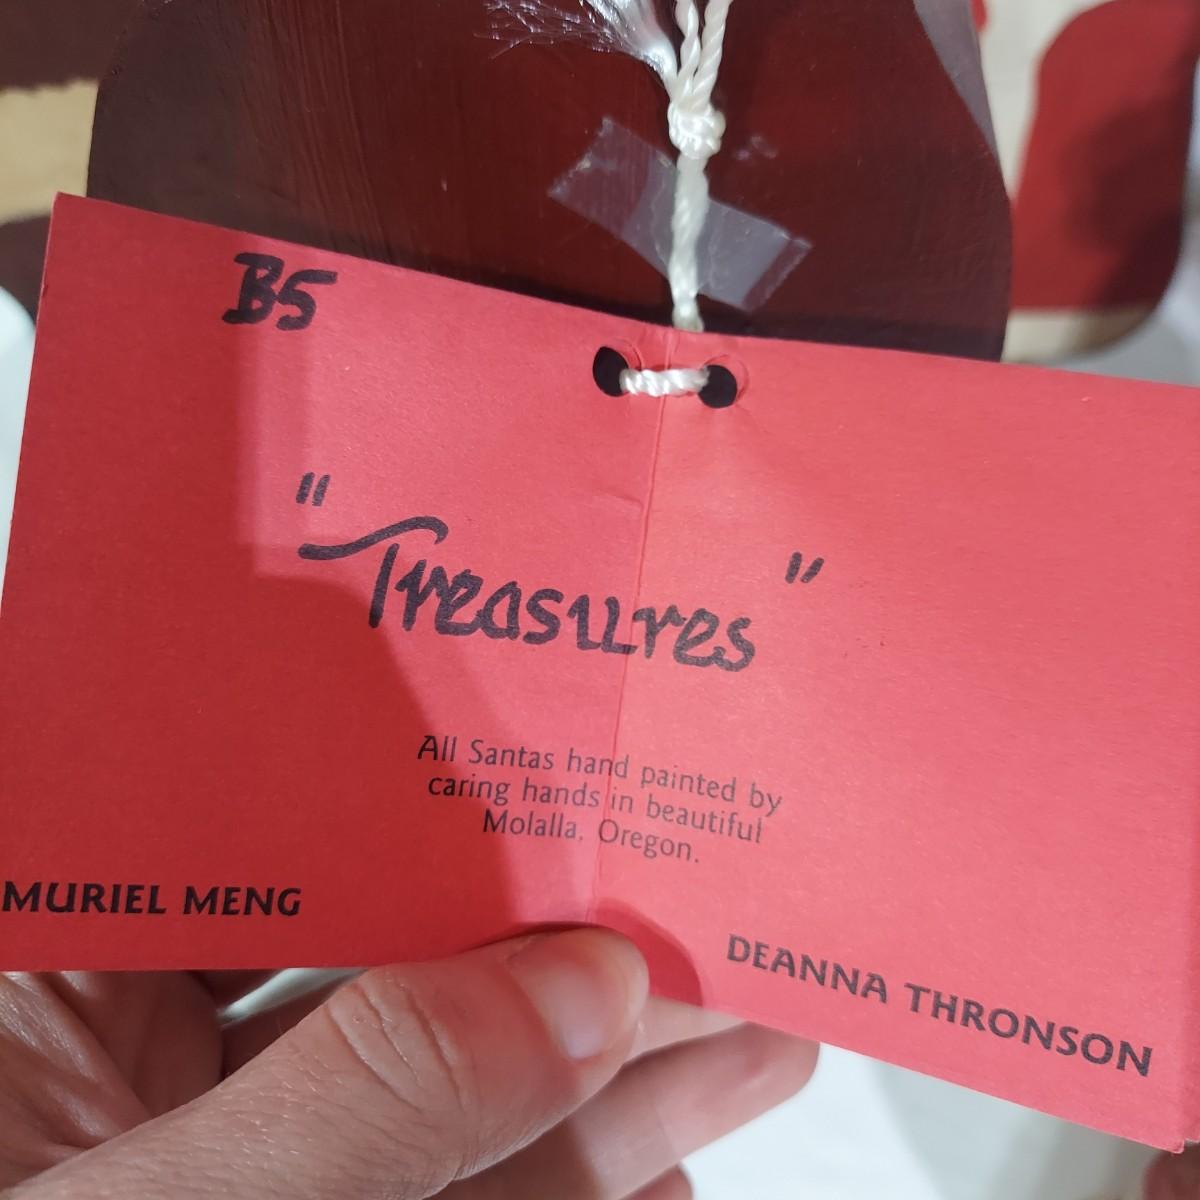 B5
"Treasures"
All Santas hand painted by
caring hands in beautiful
Molalla, Oregon.
MURIEL MENG
DEANNA THRONSON